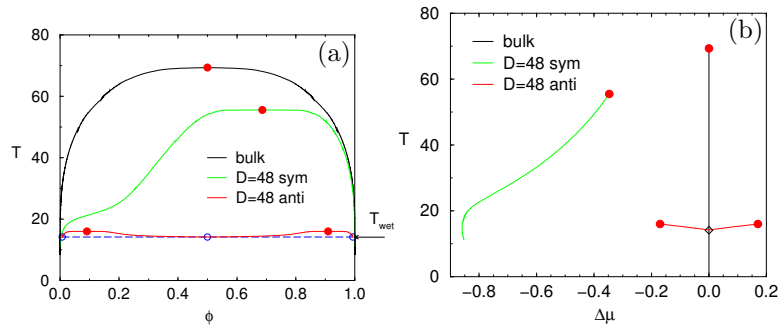 (a)
80
60
40
20
0
T
bulk
D=48 sym
D=48 anti
T_wet
0.0 0.2 0.4 0.6 0.8 1.0
ϕ
(b)
80
60
40
20
0
T
bulk
D=48 sym
D=48 anti
−0.8 −0.6 −0.4 −0.2 0.0 0.2
Δμ